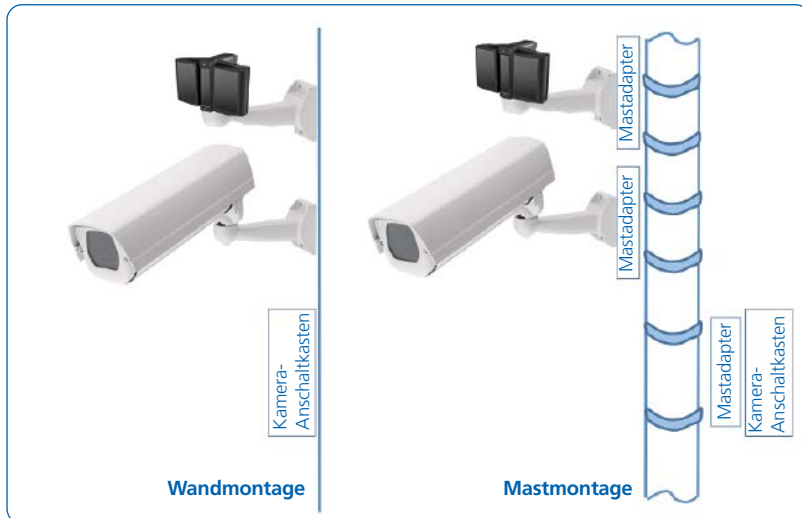 Kamera-
Anschaltkasten
Wandmontage
Mastadapter
Mastadapter
Mastadapter
Kamera-
Anschaltkasten
Mastmontage